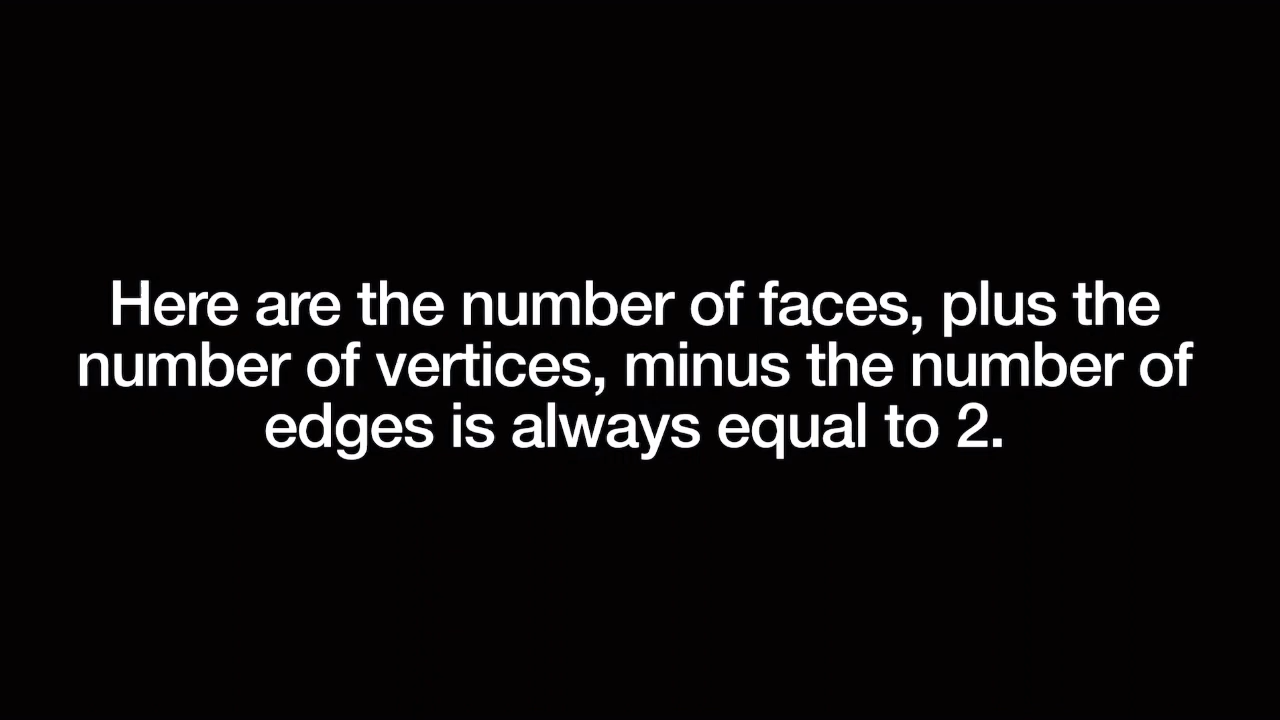 Here are the number of faces, plus the
number of vertices, minus the number of
edges is always equal to 2.